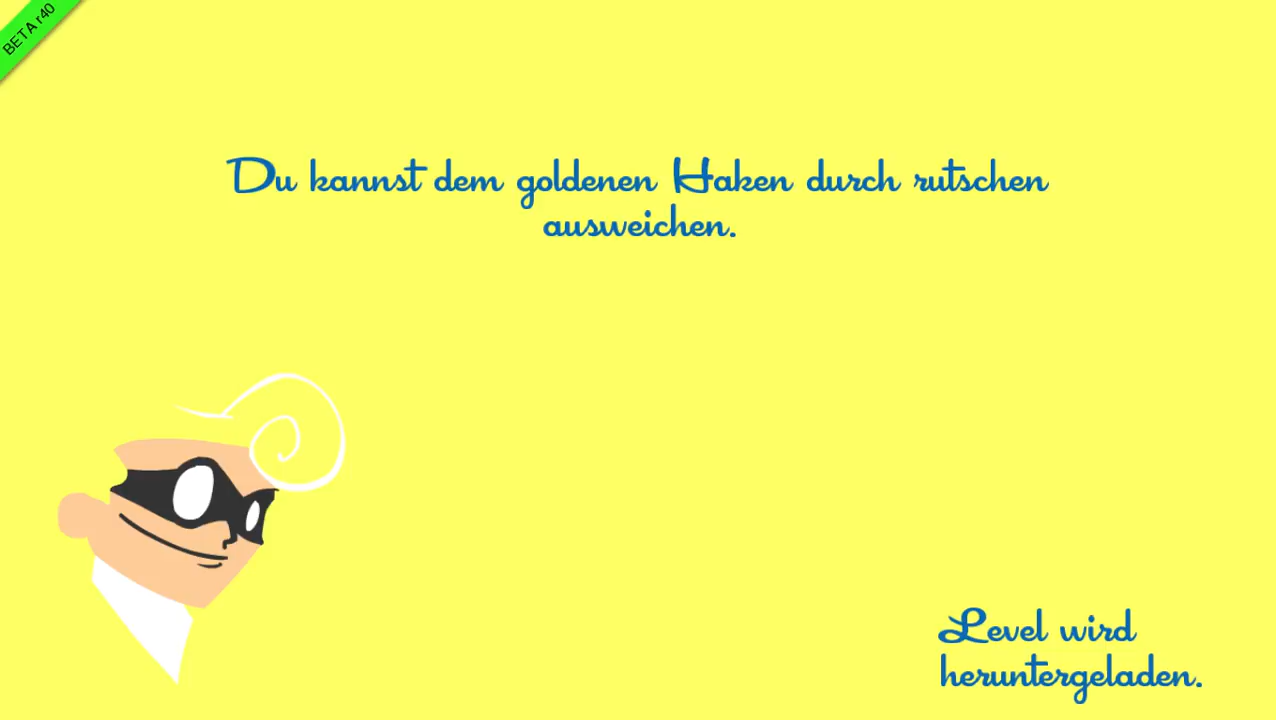 BETA r40
Du kannst dem goldenen Haken durch rutschen
ausweichen.
Level wird
heruntergeladen.